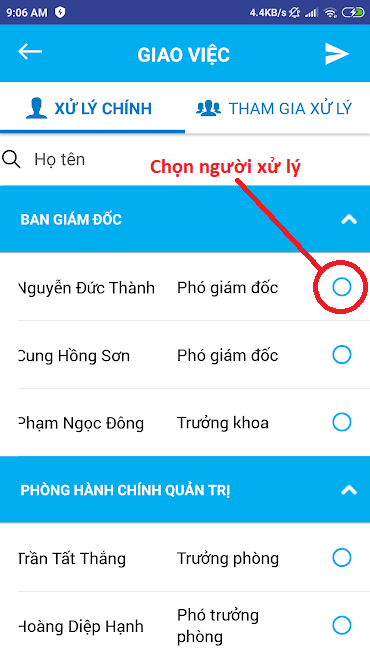 9:06 AM 4.4KB/s
GIAO VIỆC
XỬ LÝ CHÍNH THAM GIA XỬ LÝ
Họ tên
Chọn người xử lý
BAN GIÁM ĐỐC
Nguyễn Đức Thành Phó giám đốc
Cung Hồng Sơn Phó giám đốc
Phạm Ngọc Đông Trưởng khoa
PHÒNG HÀNH CHÍNH QUẢN TRỊ
Trần Tất Thắng Trưởng phòng
Hoàng Diệp Hạnh Phó trưởng
phòng